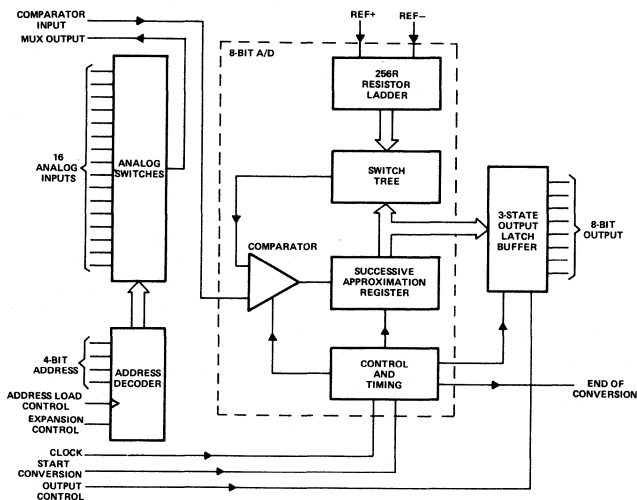 COMPARATOR
INPUT
MUX OUTPUT
REF+
REF−
8-BIT A/D
256R
RESISTOR
LADDER
16
ANALOG
INPUTS
ANALOG
SWITCHES
SWITCH
TREE
3-STATE
OUTPUT
LATCH
BUFFER
8-BIT
OUTPUT
COMPARATOR
SUCCESSIVE
APPROXIMATION
REGISTER
4-BIT
ADDRESS
ADDRESS
DECODER
CONTROL
AND
TIMING
END OF
CONVERSION
ADDRESS LOAD
CONTROL
EXPANSION
CONTROL
CLOCK
START
CONVERSION
OUTPUT
CONTROL